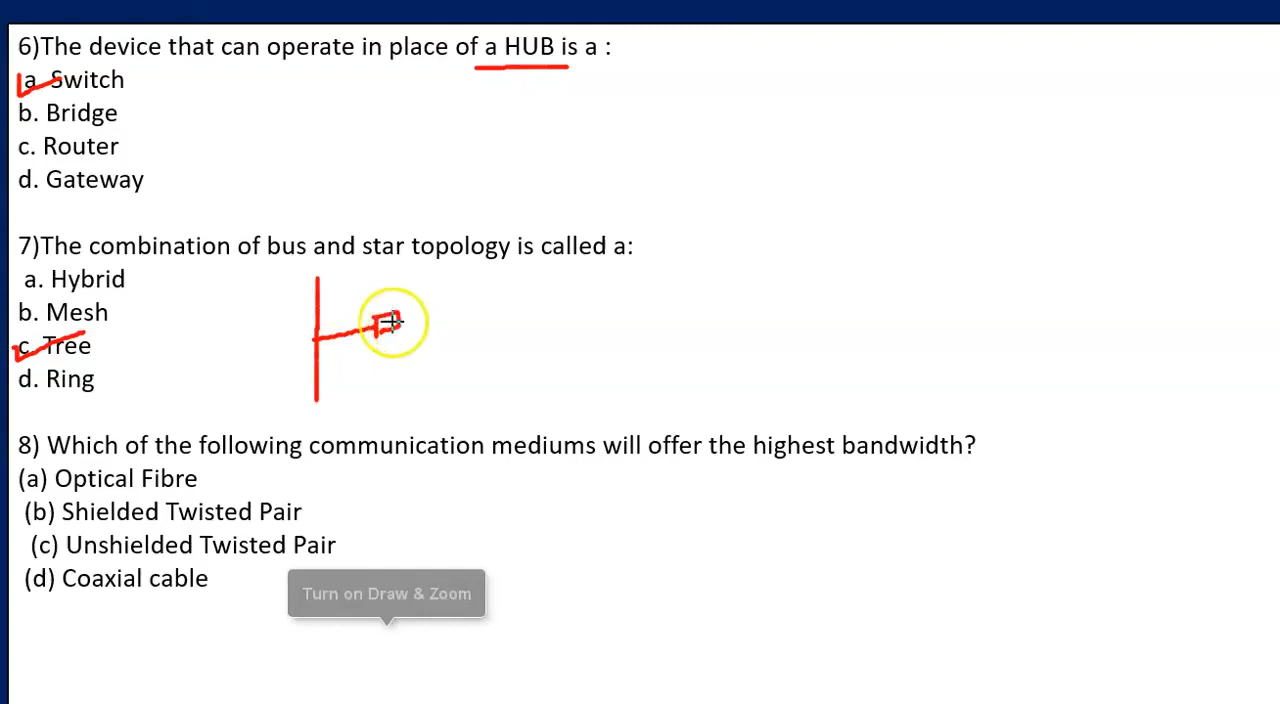 6)The device that can operate in place of a HUB is a :
a. Switch
b. Bridge
c. Router
d. Gateway
7)The combination of bus and star topology is called a:
a. Hybrid
b. Mesh
c. Tree
d. Ring
8) Which of the following communication mediums will offer the highest bandwidth?
(a) Optical Fibre
(b) Shielded Twisted Pair
(c) Unshielded Twisted Pair
(d) Coaxial cable
Turn on Draw & Zoom